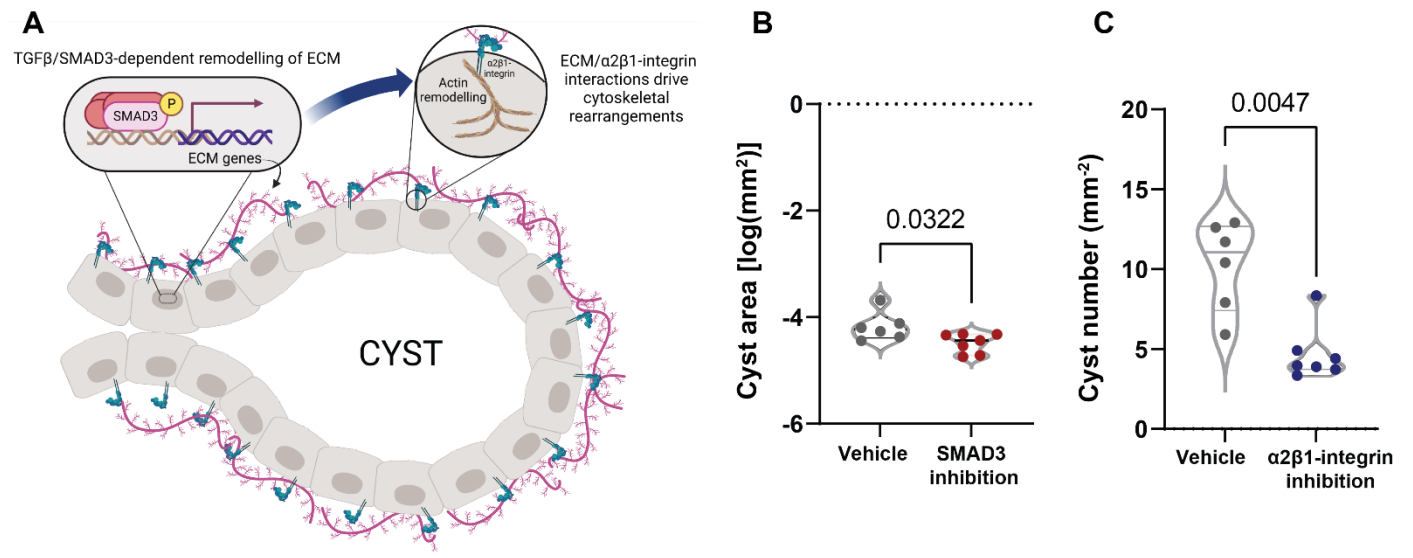 A
TGFβ/SMAD3-dependent remodelling of ECM
SMAD3
P
ECM genes
α2β1-
integrin
Actin
remodelling
ECM/α2β1-integrin
interactions drive
cytoskeletal
rearrangements
CYST
B
Cyst area [log(mm²)]
0
-2
-4
-6
0.0322
Vehicle
SMAD3
inhibition
C
Cyst number (mm⁻²)
20
15
10
5
0
0.0047
Vehicle
α2β1-integrin
inhibition